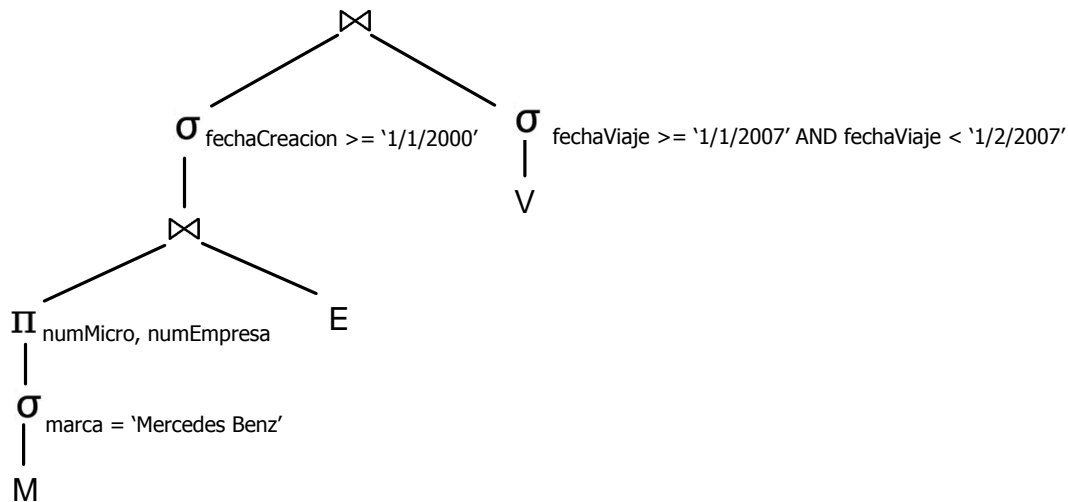 ⋈
σ fechaCreacion >= ‘1/1/2000’
σ fechaViaje >= ‘1/1/2007’ AND fechaViaje < ‘1/2/2007’
V
⋈
Π numMicro, numEmpresa
E
σ marca = ‘Mercedes Benz’
M